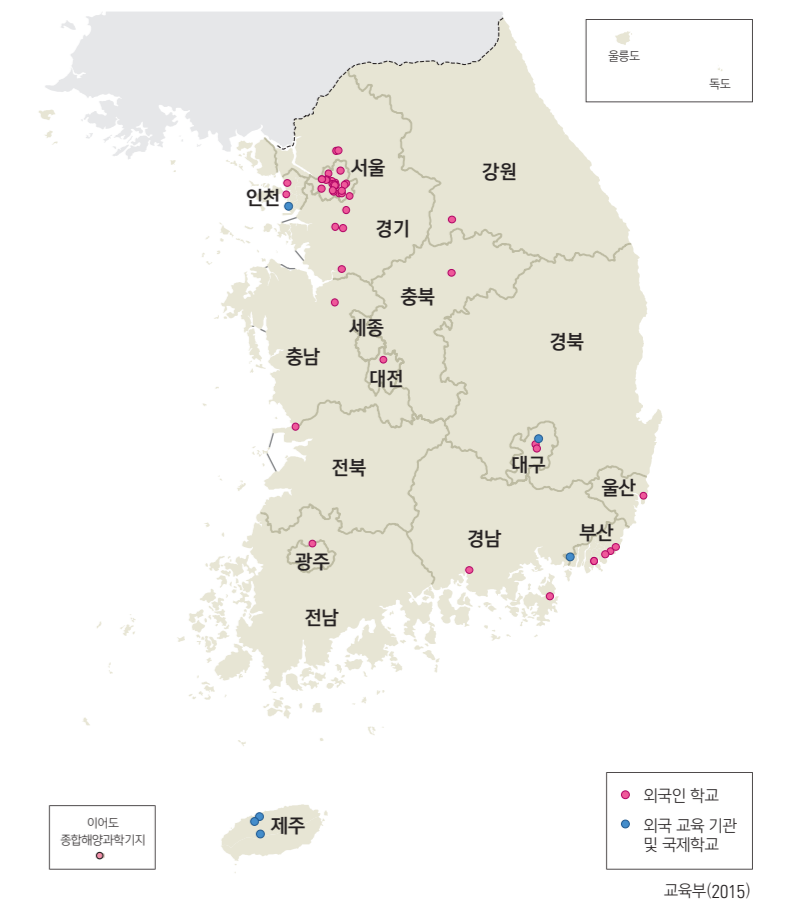 울릉도
독도
서울
강원
인천
경기
충북
세종
경북
충남
대전
대구
전북
울산
부산
경남
광주
전남
제주
이어도
종합해양과학기지
외국인 학교
외국 교육 기관
및 국제학교
교육부(2015)